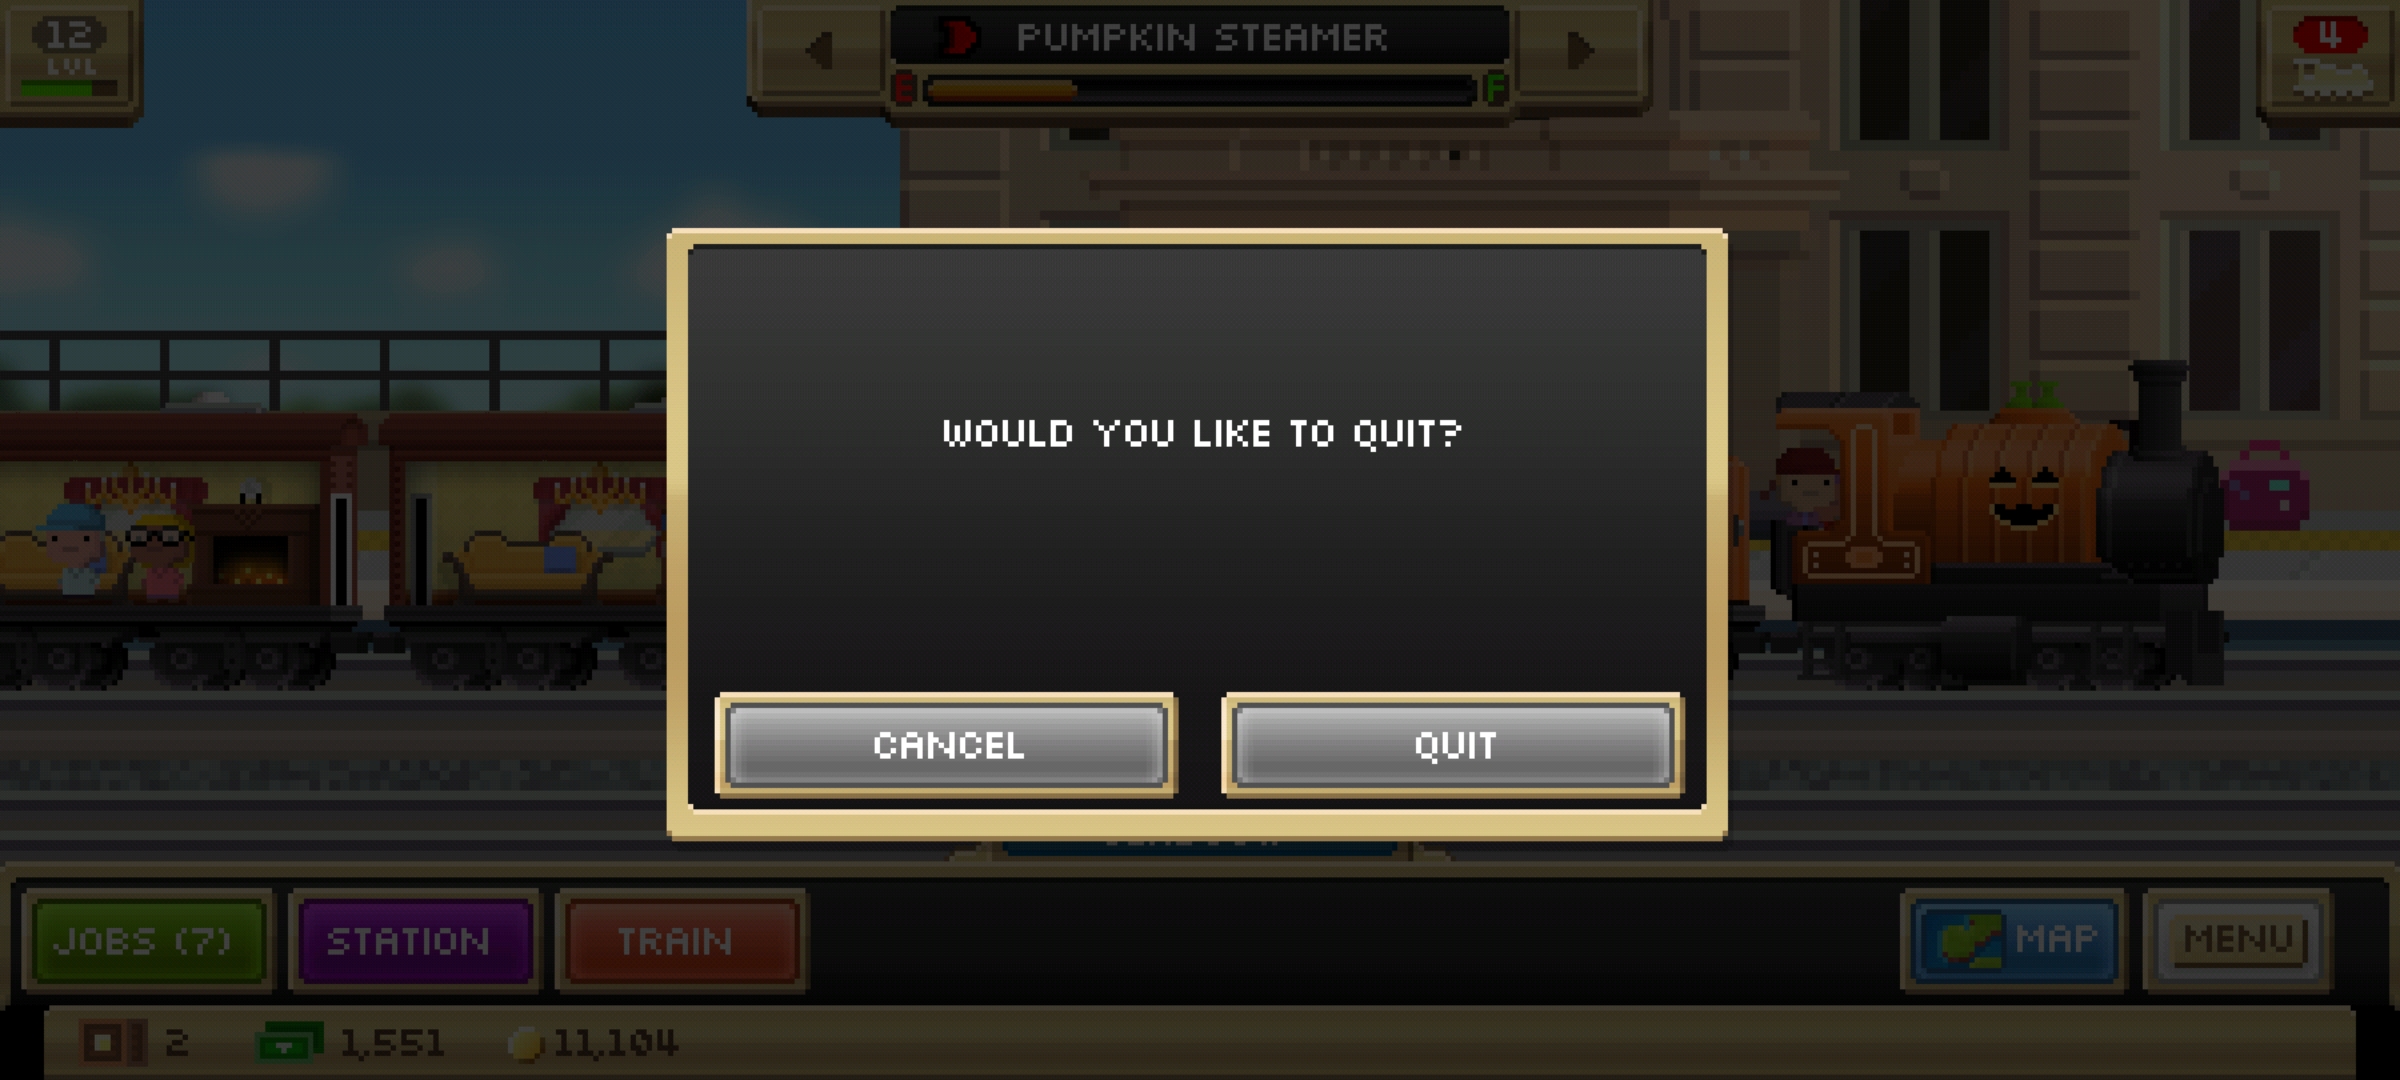 12
LVL
PUMPKIN STEAMER
E F
4
WOULD YOU LIKE TO QUIT?
CANCEL
QUIT
JOBS (7)
STATION
TRAIN
MAP
MENU
2
1,551
11,104